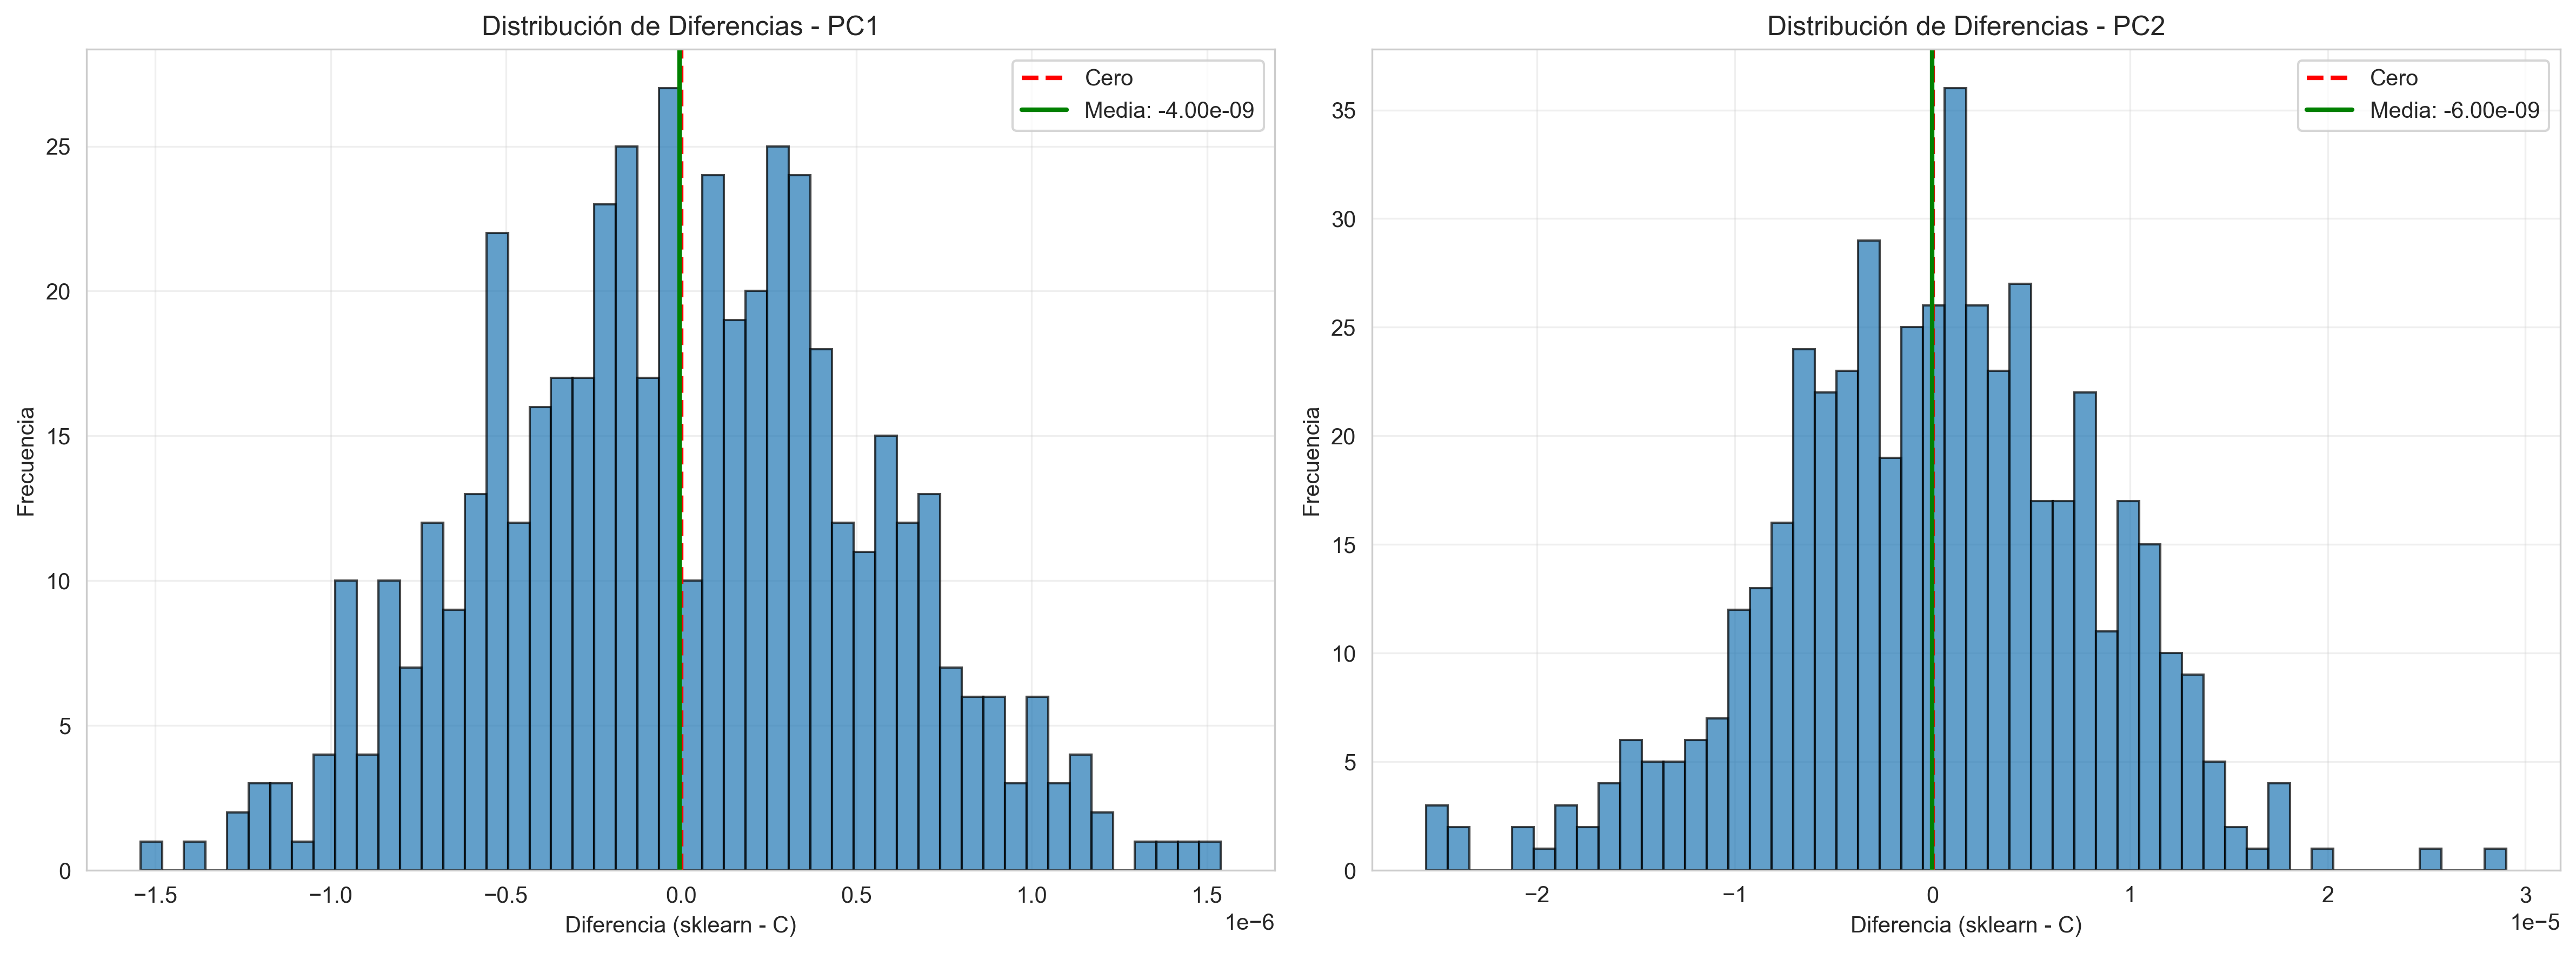 Distribución de Diferencias - PC1
Cero
Media: -4.00e-09
Frecuencia
25
20
15
10
5
0
−1.5
−1.0
−0.5
0.0
0.5
1.0
1.5
1e−6
Diferencia (sklearn - C)
Distribución de Diferencias - PC2
Cero
Media: -6.00e-09
Frecuencia
35
30
25
20
15
10
5
0
−2
−1
0
1
2
3
1e−5
Diferencia (sklearn - C)